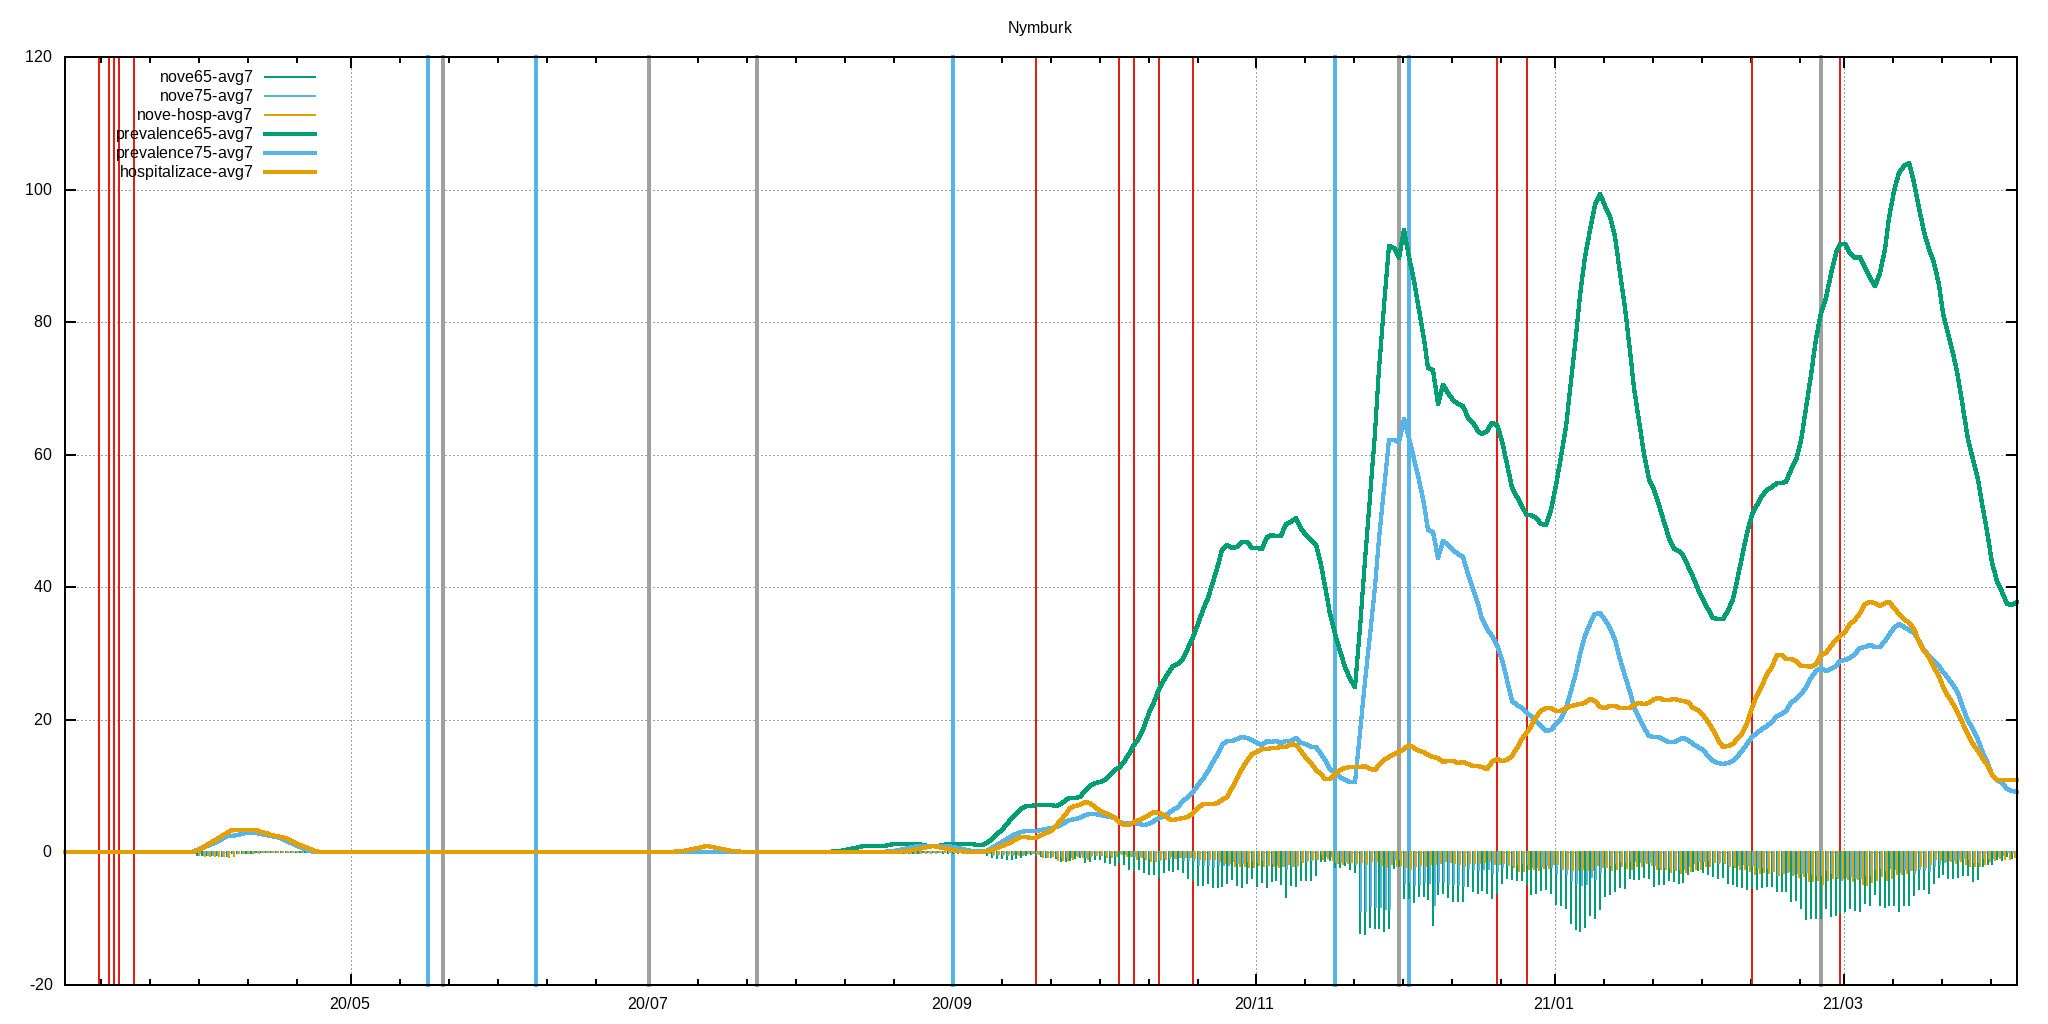 Nymburk
120
nove65-avg7
nove75-avg7
nove-hosp-avg7
prevalence65-avg7
prevalence75-avg7
hospitalizace-avg7
100
80
60
40
20
0
-20
20/05 20/07 20/09 20/11 21/01 21/03